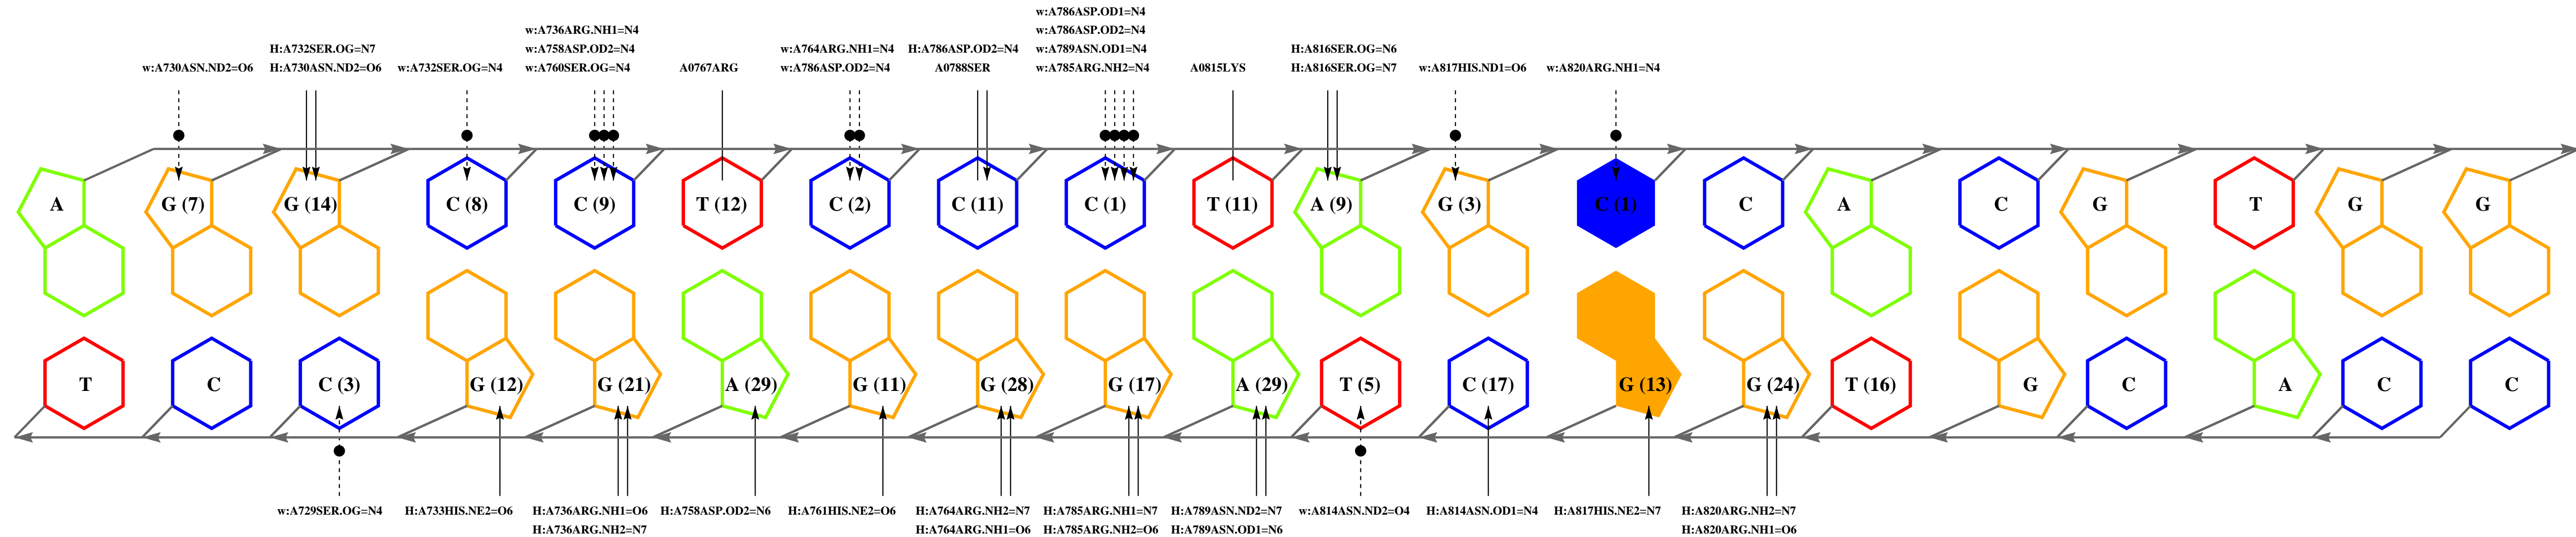 w:A786ASP.OD1=N4
w:A736ARG.NH1=N4
w:A786ASP.OD2=N4
H:A732SER.OG=N7
w:A758ASP.OD2=N4
w:A764ARG.NH1=N4
H:A786ASP.OD2=N4
w:A789ASN.OD1=N4
H:A816SER.OG=N6
w:A730ASN.ND2=O6
H:A730ASN.ND2=O6
w:A732SER.OG=N4
w:A760SER.OG=N4
A0767ARG
w:A786ASP.OD2=N4
A0788SER
w:A785ARG.NH2=N4
A0815LYS
H:A816SER.OG=N7
w:A817HIS.ND1=O6
w:A820ARG.NH1=N4
A
G (7)
G (14)
C (8)
C (9)
T (12)
C (2)
C (11)
C (1)
T (11)
A (9)
G (3)
C (1)
C
A
C
G
T
G
G
T
C
C (3)
G (12)
G (21)
A (29)
G (11)
G (28)
G (17)
A (29)
T (5)
C (17)
G (13)
G (24)
T (16)
G
C
A
C
C
w:A729SER.OG=N4
H:A733HIS.NE2=O6
H:A736ARG.NH1=O6
H:A758ASP.OD2=N6
H:A761HIS.NE2=O6
H:A764ARG.NH2=N7
H:A785ARG.NH1=N7
H:A789ASN.ND2=N7
w:A814ASN.ND2=O4
H:A814ASN.OD1=N4
H:A817HIS.NE2=N7
H:A820ARG.NH2=N7
H:A736ARG.NH2=N7
H:A764ARG.NH1=O6
H:A785ARG.NH2=O6
H:A789ASN.OD1=N6
H:A820ARG.NH1=O6